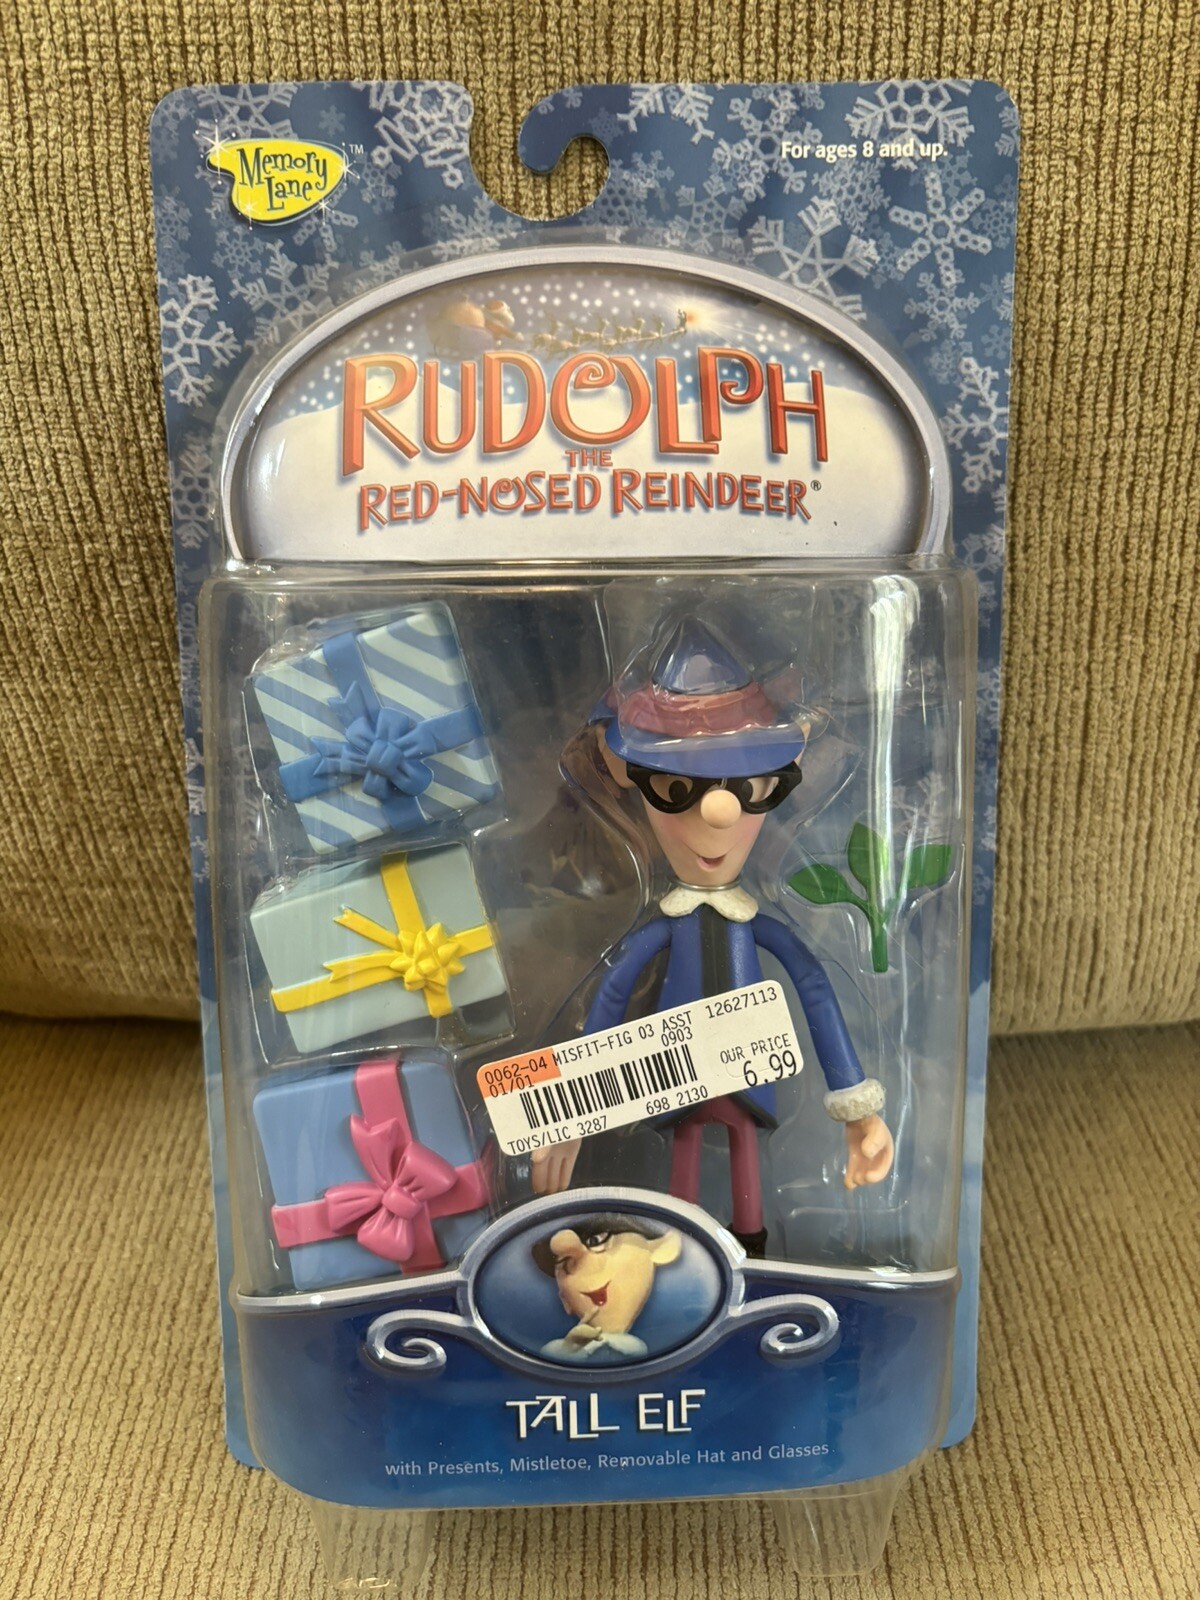 Memory
Lane
TM
For ages 8 and up.
RUDOLPH
THE
RED-NOSED REINDEER®
0062-04 MISFIT-FIG 03 ASST 12627113
01/01
0903
OUR PRICE
6.99
698 2130
TOYS/LIC 3287
TALL ELF
with Presents, Mistletoe, Removable Hat and Glasses